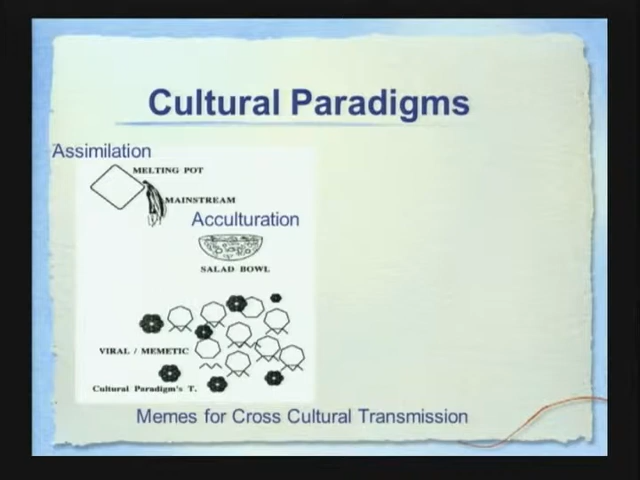 Cultural Paradigms
Assimilation
MELTING POT
MAINSTREAM
Acculturation
SALAD BOWL
VIRAL / MEMETIC
Cultural Paradigm's T.
Memes for Cross Cultural Transmission